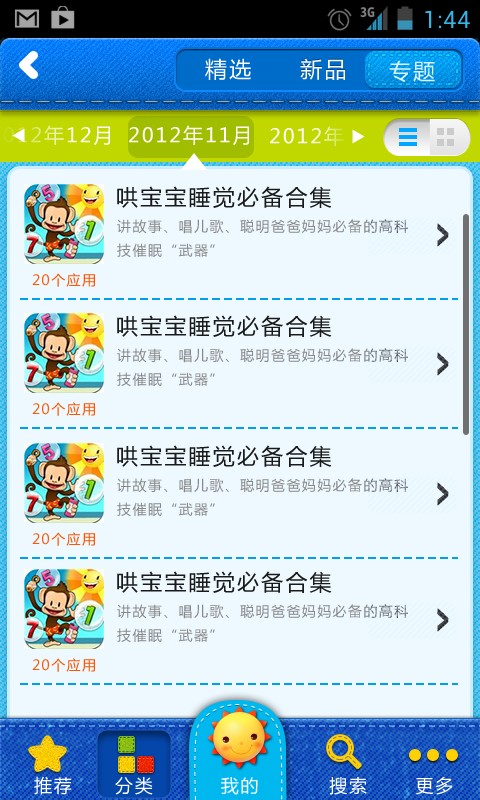 3G 1:44
精选 新品 专题
2年12月 2012年11月 2012年
哄宝宝睡觉必备合集
讲故事、唱儿歌、聪明爸爸妈妈必备的高科
技催眠“武器”
20个应用
哄宝宝睡觉必备合集
讲故事、唱儿歌、聪明爸爸妈妈必备的高科
技催眠“武器”
20个应用
哄宝宝睡觉必备合集
讲故事、唱儿歌、聪明爸爸妈妈必备的高科
技催眠“武器”
20个应用
哄宝宝睡觉必备合集
讲故事、唱儿歌、聪明爸爸妈妈必备的高科
技催眠“武器”
20个应用
推荐 分类 我的 搜索 更多